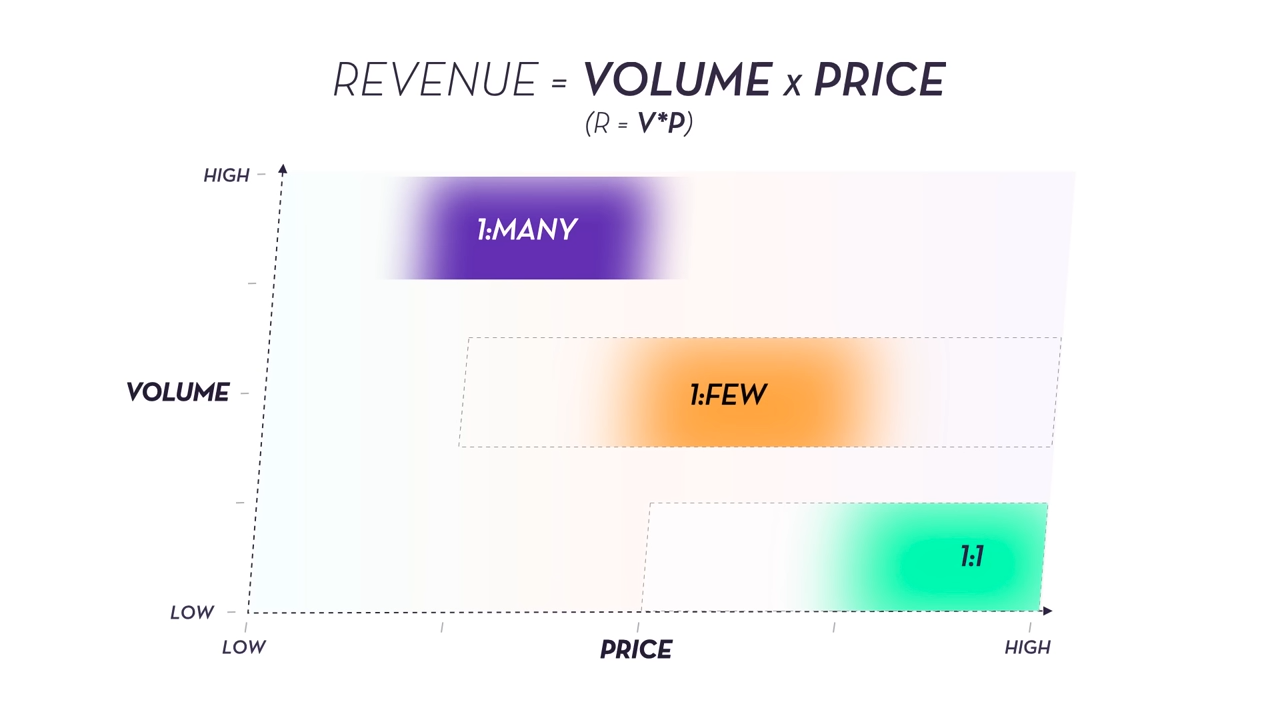 REVENUE = VOLUME x PRICE
(R = V*P)
HIGH
1:MANY
VOLUME
1:FEW
1:1
LOW
LOW
PRICE
HIGH